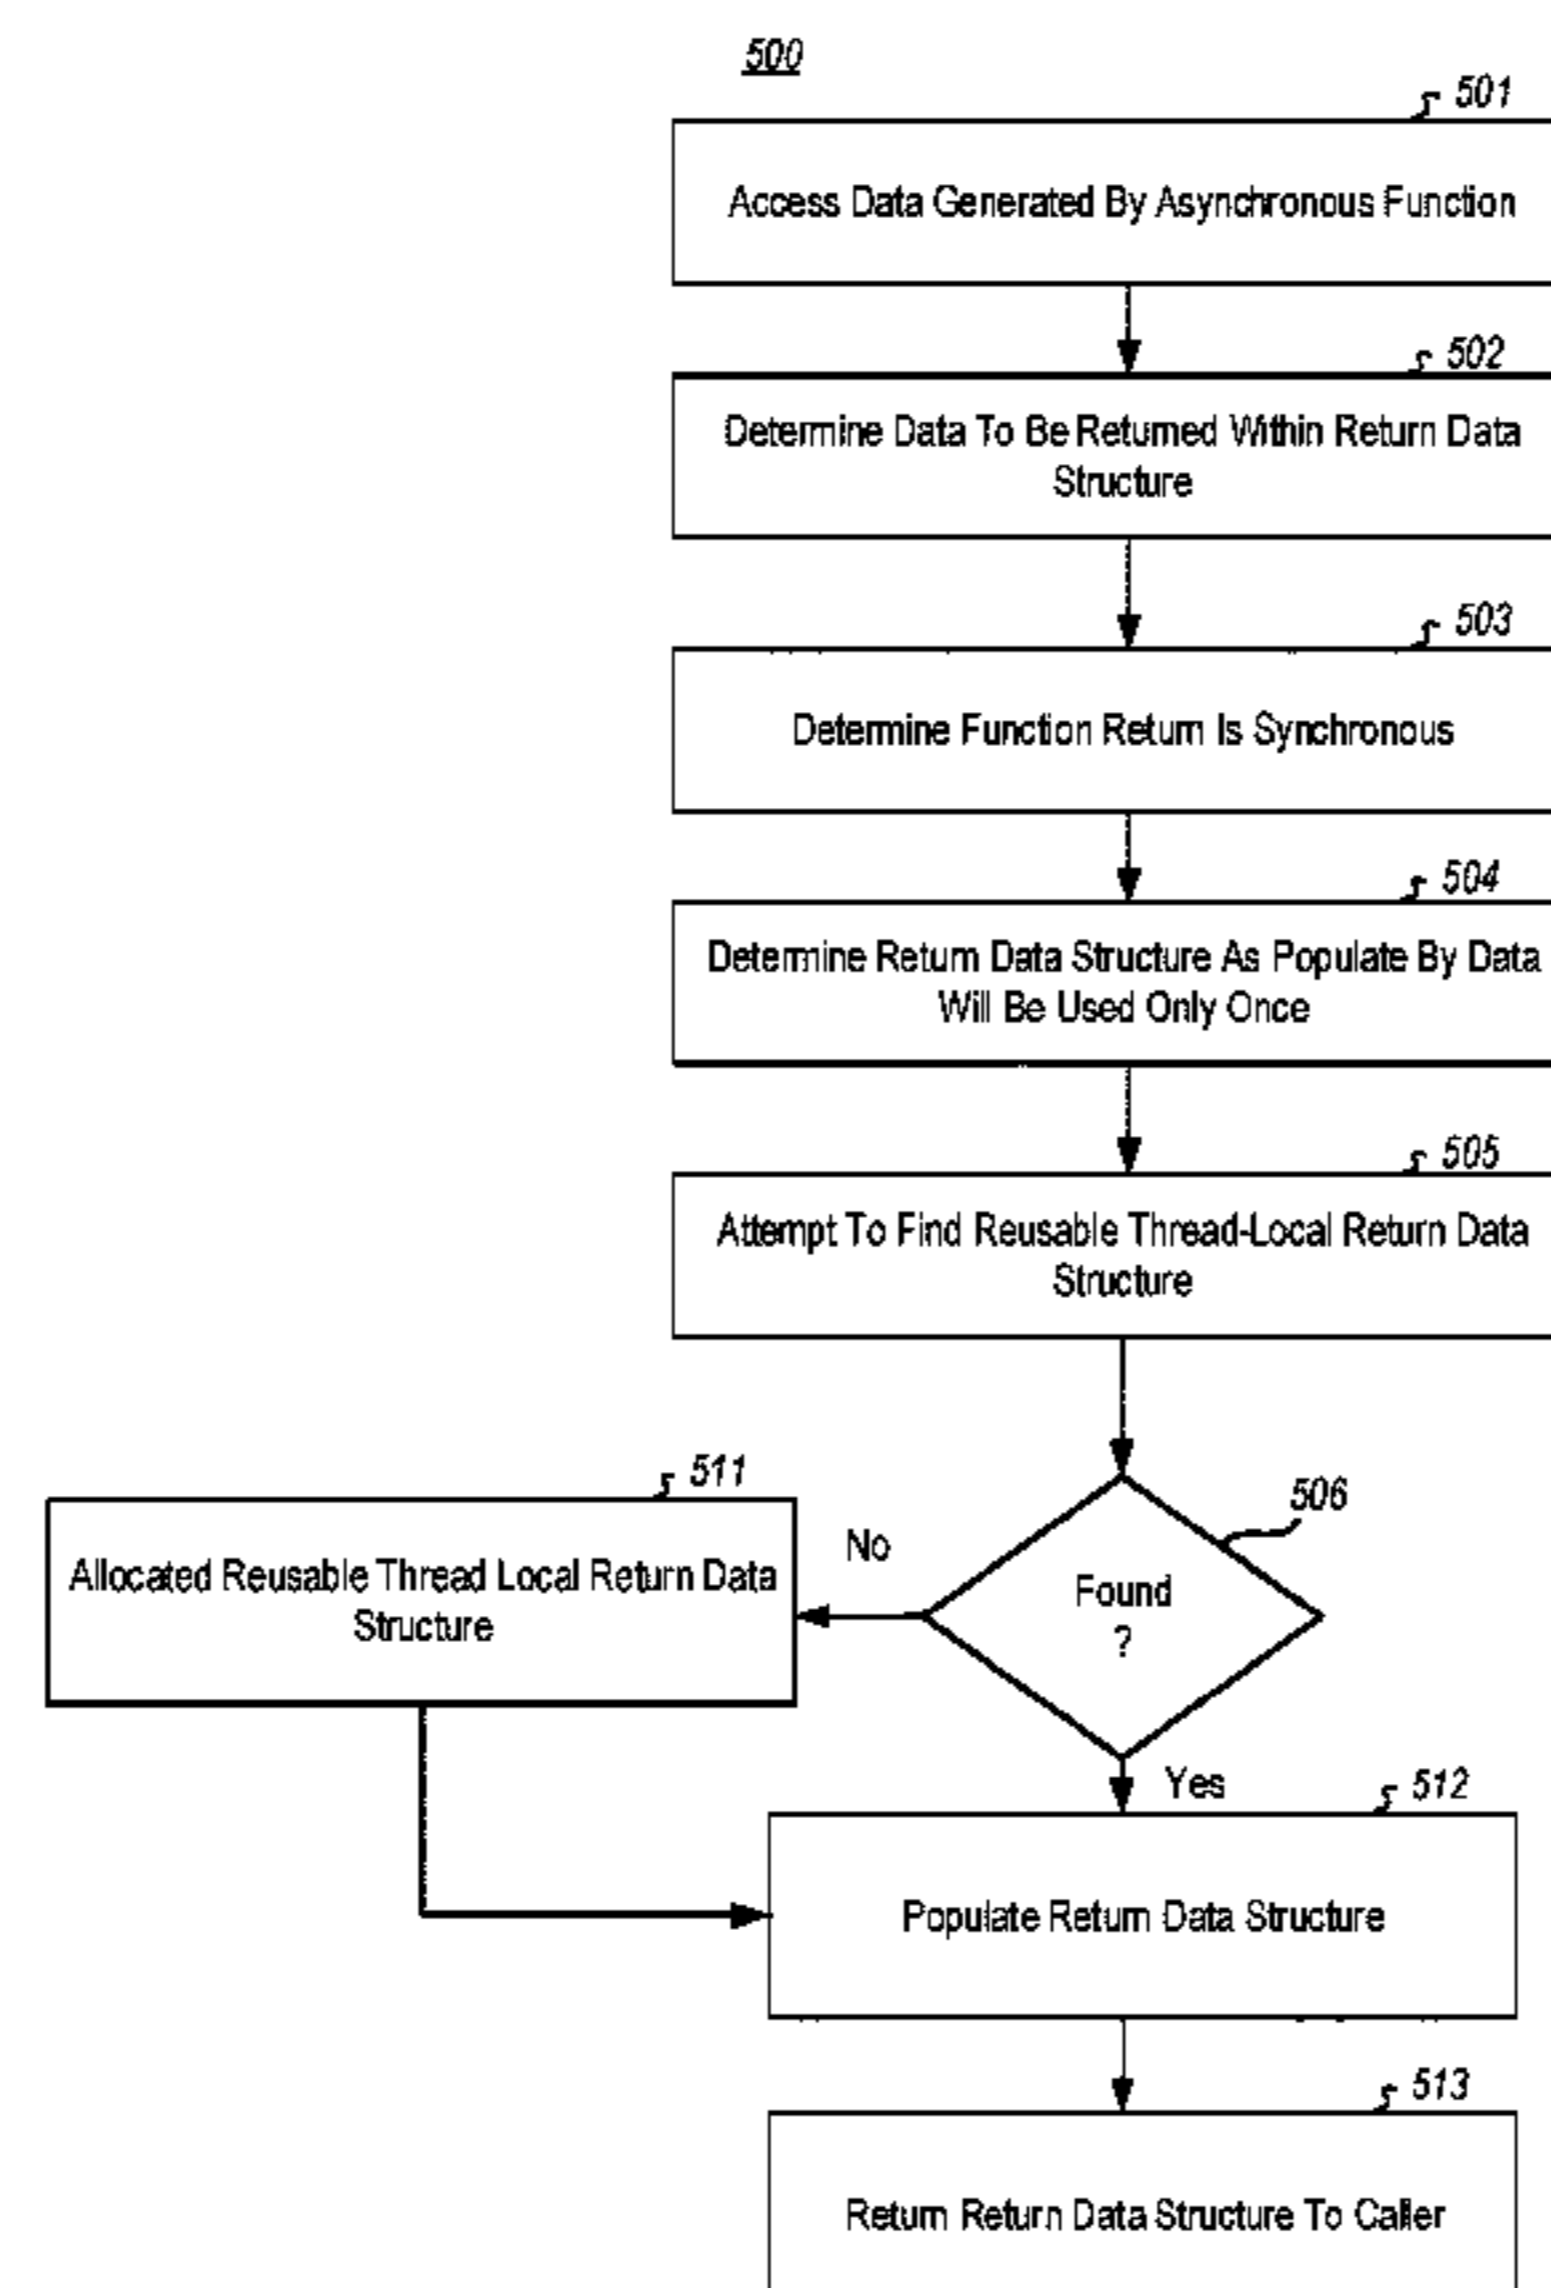 500
501
Access Data Generated By Asynchronous Function
502
Determine Data To Be Returned Within Return Data
Structure
503
Determine Function Return Is Synchronous
504
Determine Return Data Structure As Populate By Data
Will Be Used Only Once
505
Attempt To Find Reusable Thread-Local Return Data
Structure
506
Found
?
No
511
Allocated Reusable Thread Local Return Data
Structure
Yes
512
Populate Return Data Structure
513
Return Return Data Structure To Caller